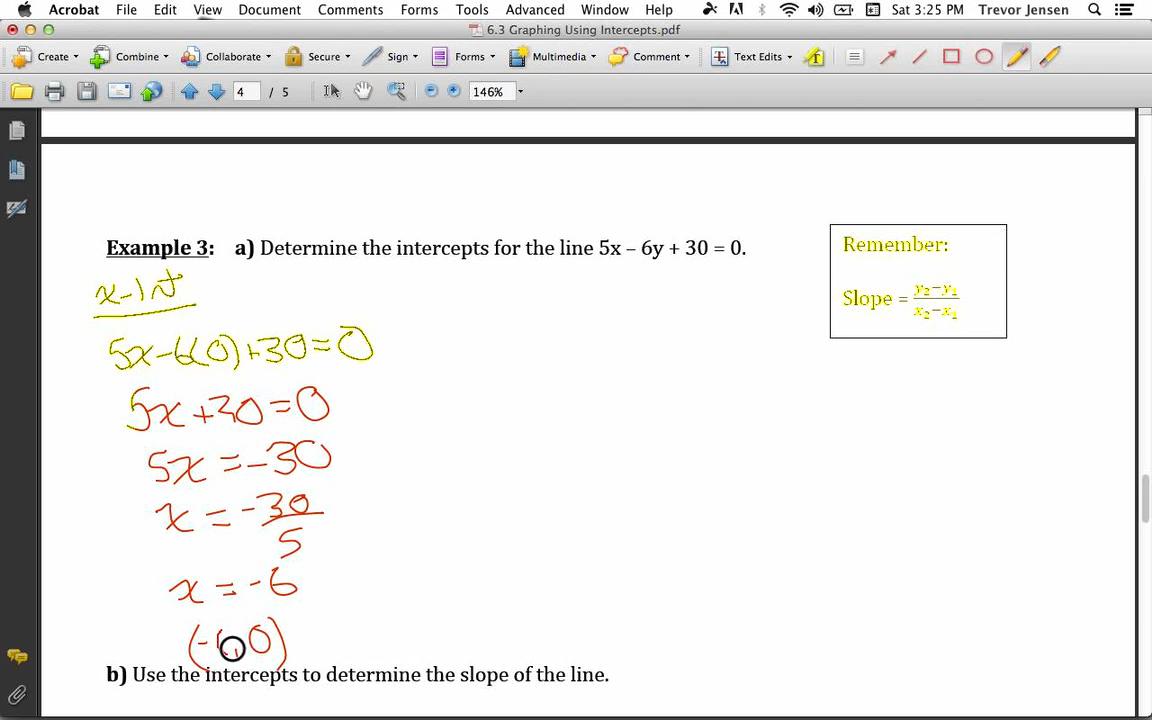 Acrobat File Edit View Document Comments Forms Tools Advanced Window Help Sat 3:25 PM Trevor Jensen
6.3 Graphing Using Intercepts.pdf
Create Combine Collaborate Secure Sign Forms Multimedia Comment Text Edits
4 / 5 146%
Example 3: a) Determine the intercepts for the line 5x – 6y + 30 = 0.
Remember:
Slope = y₂−y₁ / x₂−x₁
x-int
5x-6(0)+30=0
5x+30=0
5x=-30
x=-30/5
x=-6
(-6,0)
b) Use the intercepts to determine the slope of the line.